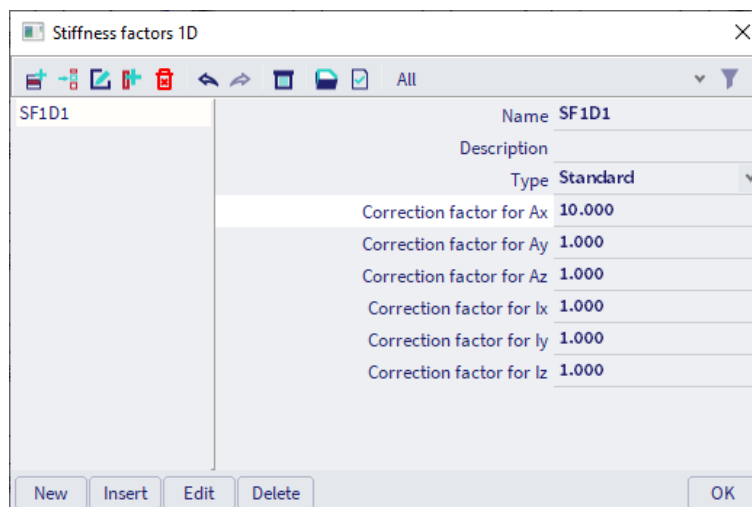 Stiffness factors 1D
All
SF1D1
Name SF1D1
Description
Type Standard
Correction factor for Ax 10.000
Correction factor for Ay 1.000
Correction factor for Az 1.000
Correction factor for Ix 1.000
Correction factor for Iy 1.000
Correction factor for Iz 1.000
New Insert Edit Delete OK